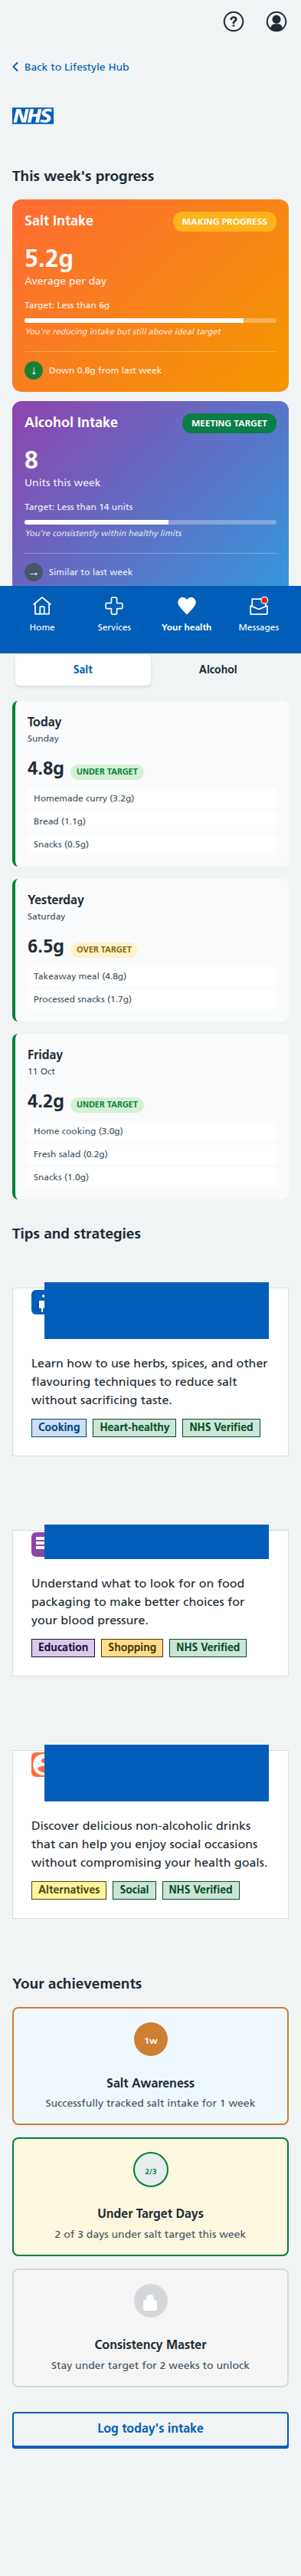 ?
Back to Lifestyle Hub
NHS
This week's progress
Salt Intake
MAKING PROGRESS
5.2g
Average per day
Target: Less than 6g
You're reducing intake but still above ideal target
↓ Down 0.8g from last week
Alcohol Intake
MEETING TARGET
8
Units this week
Target: Less than 14 units
You're consistently within healthy limits
→ Similar to last week
Home
Services
Your health
Messages
Salt
Alcohol
Today
Sunday
4.8g UNDER TARGET
Homemade curry (3.2g)
Bread (1.1g)
Snacks (0.5g)
Yesterday
Saturday
6.5g OVER TARGET
Takeaway meal (4.8g)
Processed snacks (1.7g)
Friday
11 Oct
4.2g UNDER TARGET
Home cooking (3.0g)
Fresh salad (0.2g)
Snacks (1.0g)
Tips and strategies
Learn how to use herbs, spices, and other
flavouring techniques to reduce salt
without sacrificing taste.
Cooking
Heart-healthy
NHS Verified
Understand what to look for on food
packaging to make better choices for
your blood pressure.
Education
Shopping
NHS Verified
Discover delicious non-alcoholic drinks
that can help you enjoy social occasions
without compromising your health goals.
Alternatives
Social
NHS Verified
Your achievements
1w
Salt Awareness
Successfully tracked salt intake for 1 week
2/3
Under Target Days
2 of 3 days under salt target this week
Consistency Master
Stay under target for 2 weeks to unlock
Log today's intake